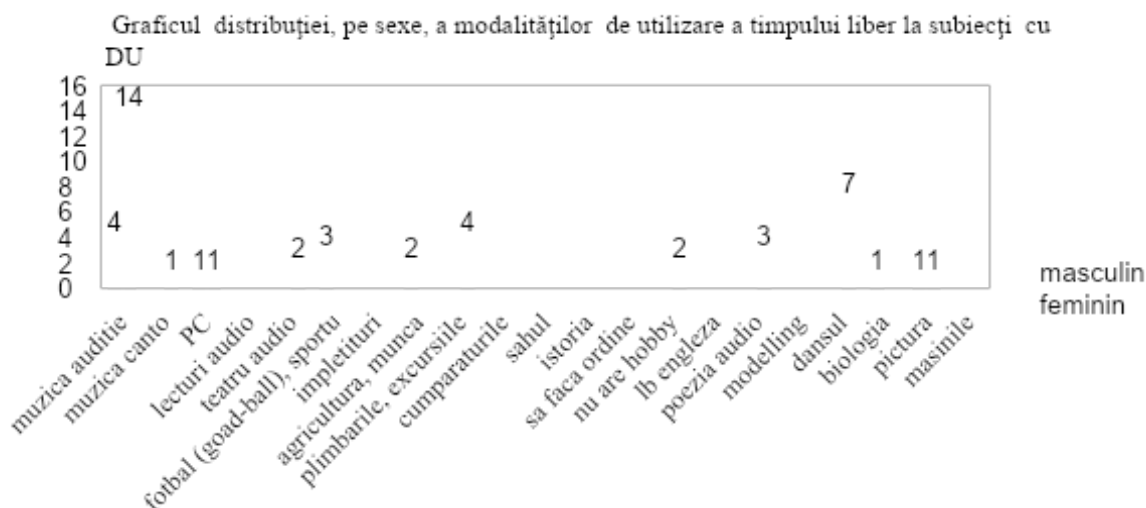 Graficul distribuţiei, pe sexe, a modalităţilor de utilizare a timpului liber la subiecţi cu
DU
16
14
12
10
8
6
4
2
0
14
4
1
11
2
3
2
4
2
3
7
1
11
masculin
feminin
muzica auditie
muzica canto
PC
lecturi audio
teatru audio
fotbal (goad-ball), sportu
impletituri
agricultura, munca
plimbarile, excursiile
cumparaturile
sahul
istoria
sa faca ordine
nu are hobby
lb engleza
poezia audio
modelling
dansul
biologia
pictura
masinile